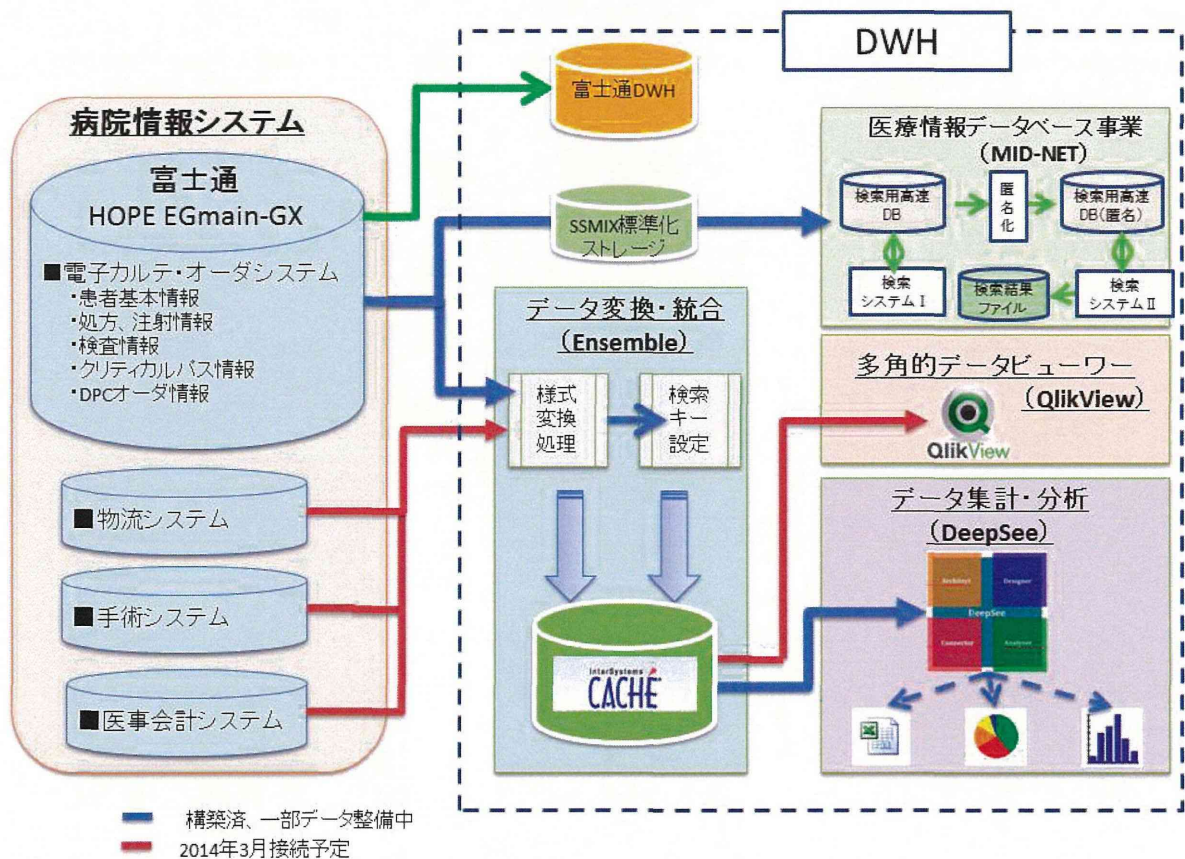 DWH
富士通DWH
病院情報システム
富士通
HOPE EGmain-GX
■電子カルテ・オーダシステム
・患者基本情報
・処方、注射情報
・検査情報
・クリティカルパス情報
・DPCオーダ情報
■物流システム
■手術システム
■医事会計システム
SSMIX標準化
ストレージ
データ変換・統合
(Ensemble)
様式
変換
処理
検索
キー
設定
InterSystems
CACHÉ
医療情報データベース事業
(MID-NET)
検索用高速
DB
匿
名
化
検索用高速
DB(匿名)
検索
システムⅠ
検索結果
ファイル
検索
システムⅡ
多角的データビューワー
(QlikView)
QlikView
データ集計・分析
(DeepSee)
Architect
Designer
DeepSee
Connector
Analyzer
構築済、一部データ整備中
2014年3月接続予定